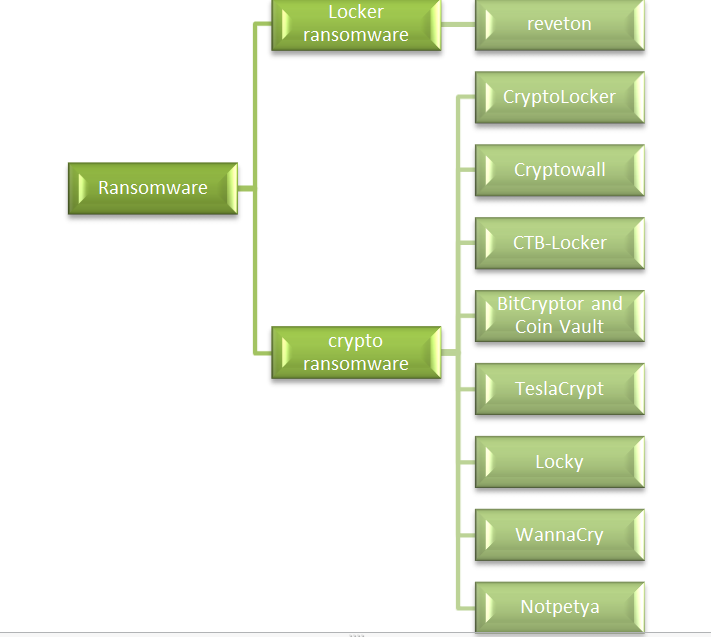 Ransomware
Locker
ransomware
reveton
crypto
ransomware
CryptoLocker
Cryptowall
CTB-Locker
BitCryptor and
Coin Vault
TeslaCrypt
Locky
WannaCry
Notpetya